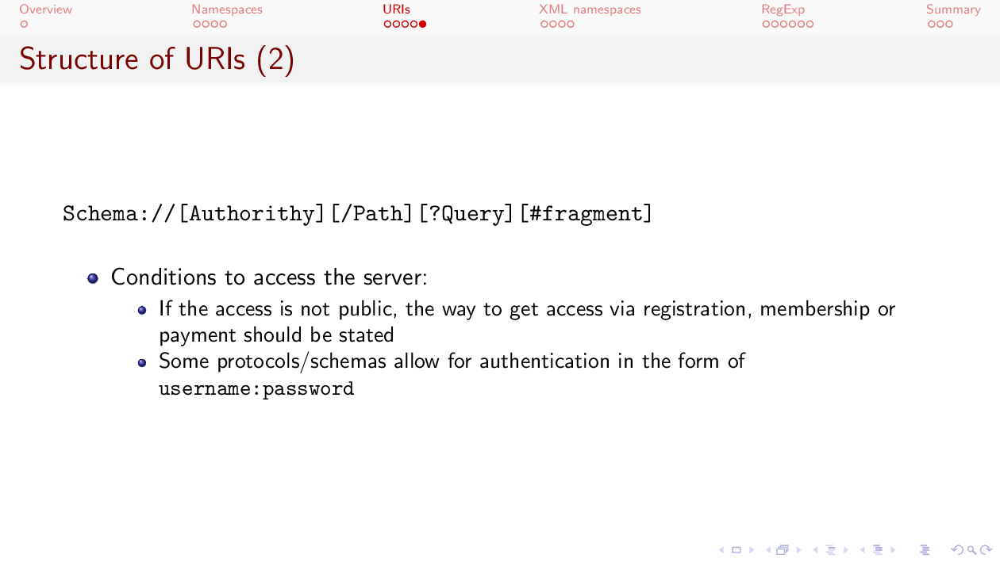 Overview Namespaces URIs XML namespaces RegExp Summary
Structure of URIs (2)
Schema://[Authorithy][/Path][?Query][#fragment]
Conditions to access the server:
If the access is not public, the way to get access via registration, membership or
payment should be stated
Some protocols/schemas allow for authentication in the form of
username:password